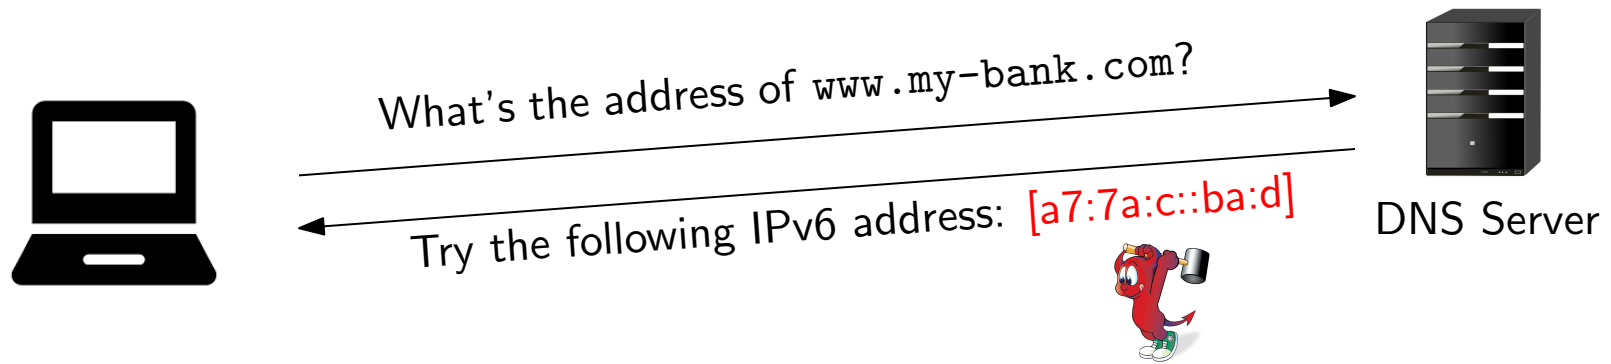 What's the address of www.my-bank.com?
Try the following IPv6 address: [a7:7a:c::ba:d]
DNS Server